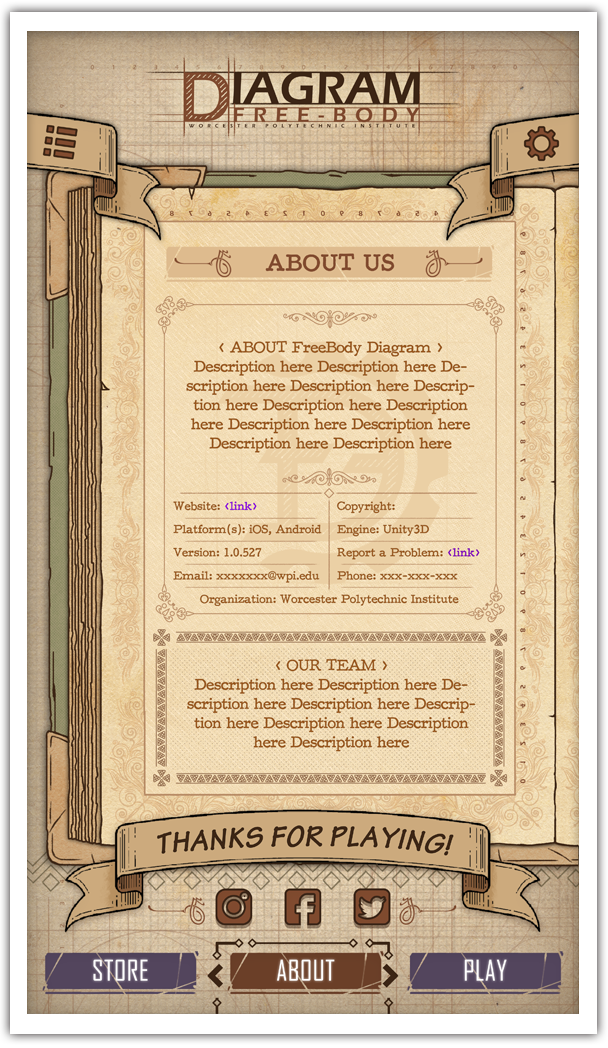 DIAGRAM
FREE-BODY
WORCESTER POLYTECHNIC INSTITUTE
ABOUT US
‹ ABOUT FreeBody Diagram ›
Description here Description here De-
scription here Description here Descrip-
tion here Description here Description
here Description here Description here
Description here Description here
Website: ‹link›
Copyright:
Platform(s): iOS, Android
Engine: Unity3D
Version: 1.0.527
Report a Problem: ‹link›
Email: xxxxxxx@wpi.edu
Phone: xxx-xxx-xxx
Organization: Worcester Polytechnic Institute
‹ OUR TEAM ›
Description here Description here De-
scription here Description here Descrip-
tion here Description here Description
here Description here
THANKS FOR PLAYING!
STORE
ABOUT
PLAY